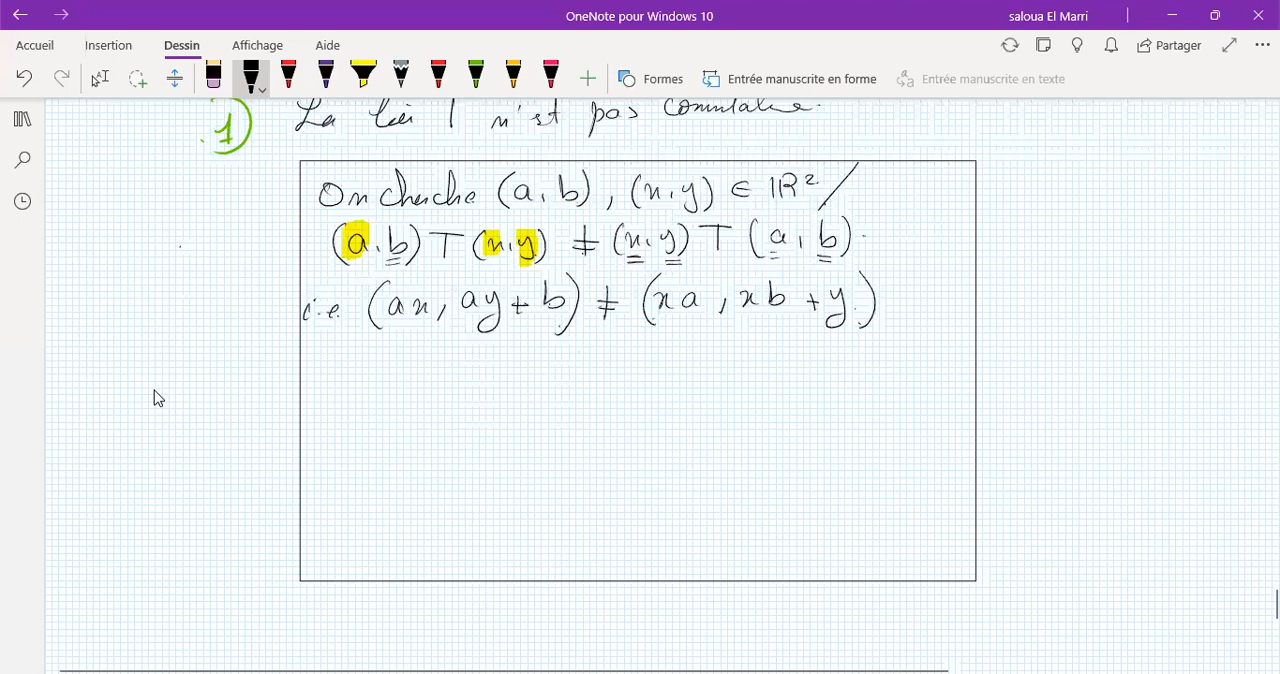 OneNote pour Windows 10
saloua El Marri
Accueil Insertion Dessin Affichage Aide
Partager
Formes Entrée manuscrite en forme Entrée manuscrite en texte
1) La loi T n'est pas commutative.
On cherche (a, b), (x, y) ∈ ℝ² /
(a, b) T (x, y) ≠ (x, y) T (a, b).
i.e. (ax, ay + b) ≠ (xa, xb + y)